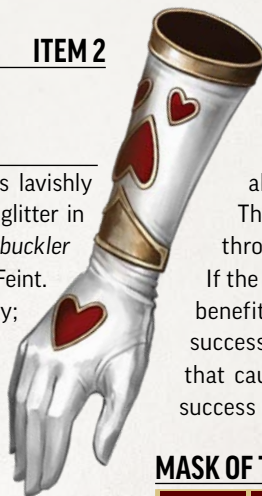 ITEM 2
s lavishly
glitter in
buckler
Feint.
y;
al
Th
throu
If the
benefit
success
that cau
success
MASK OF T